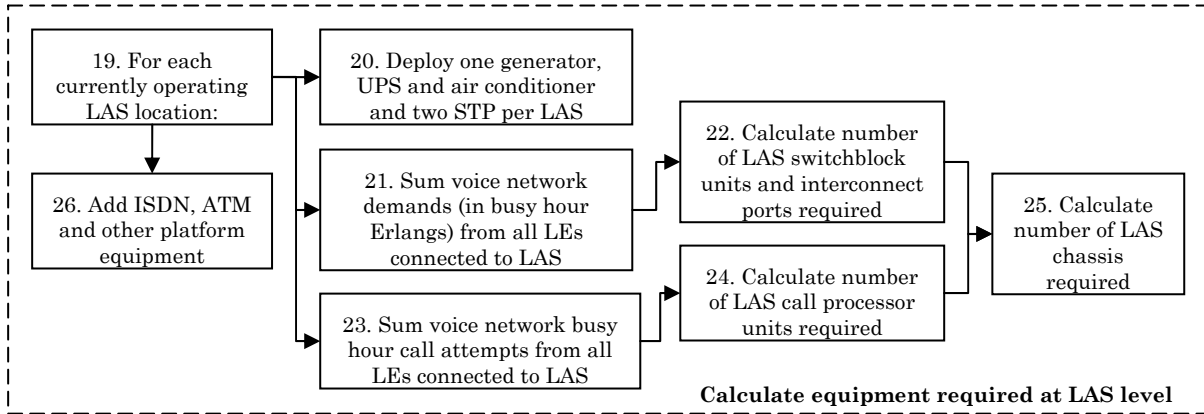 19. For each
currently operating
LAS location:
20. Deploy one generator,
UPS and air conditioner
and two STP per LAS
26. Add ISDN, ATM
and other platform
equipment
21. Sum voice network
demands (in busy hour
Erlangs) from all LEs
connected to LAS
22. Calculate number
of LAS switchblock
units and interconnect
ports required
23. Sum voice network busy
hour call attempts from all
LEs connected to LAS
24. Calculate number
of LAS call processor
units required
25. Calculate
number of LAS
chassis
required
Calculate equipment required at LAS level